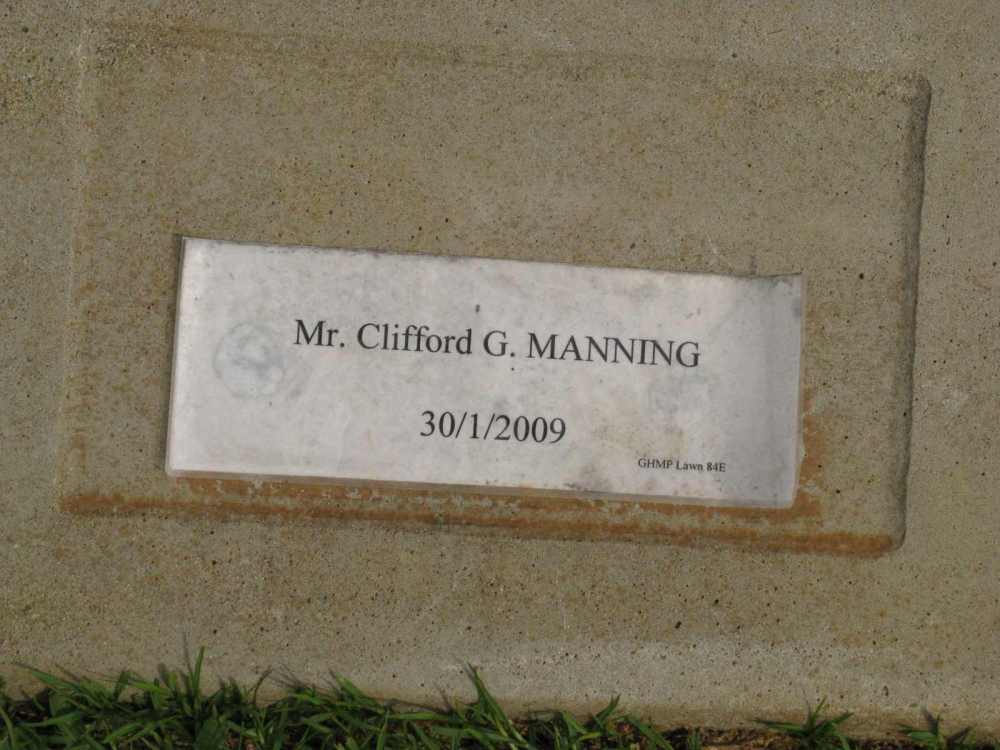 Mr. Clifford G. MANNING
30/1/2009
GHMP Lawn 84E